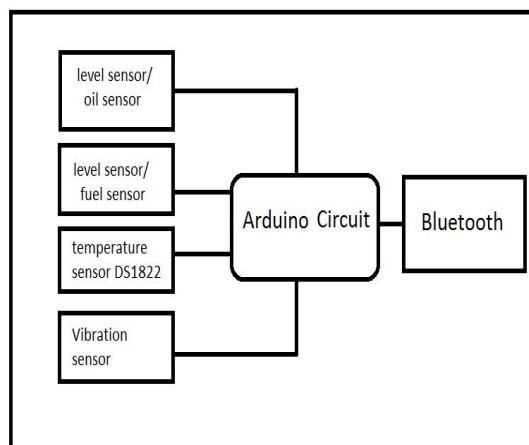 level sensor/
oil sensor
level sensor/
fuel sensor
temperature
sensor DS1822
Vibration
sensor
Arduino Circuit
Bluetooth